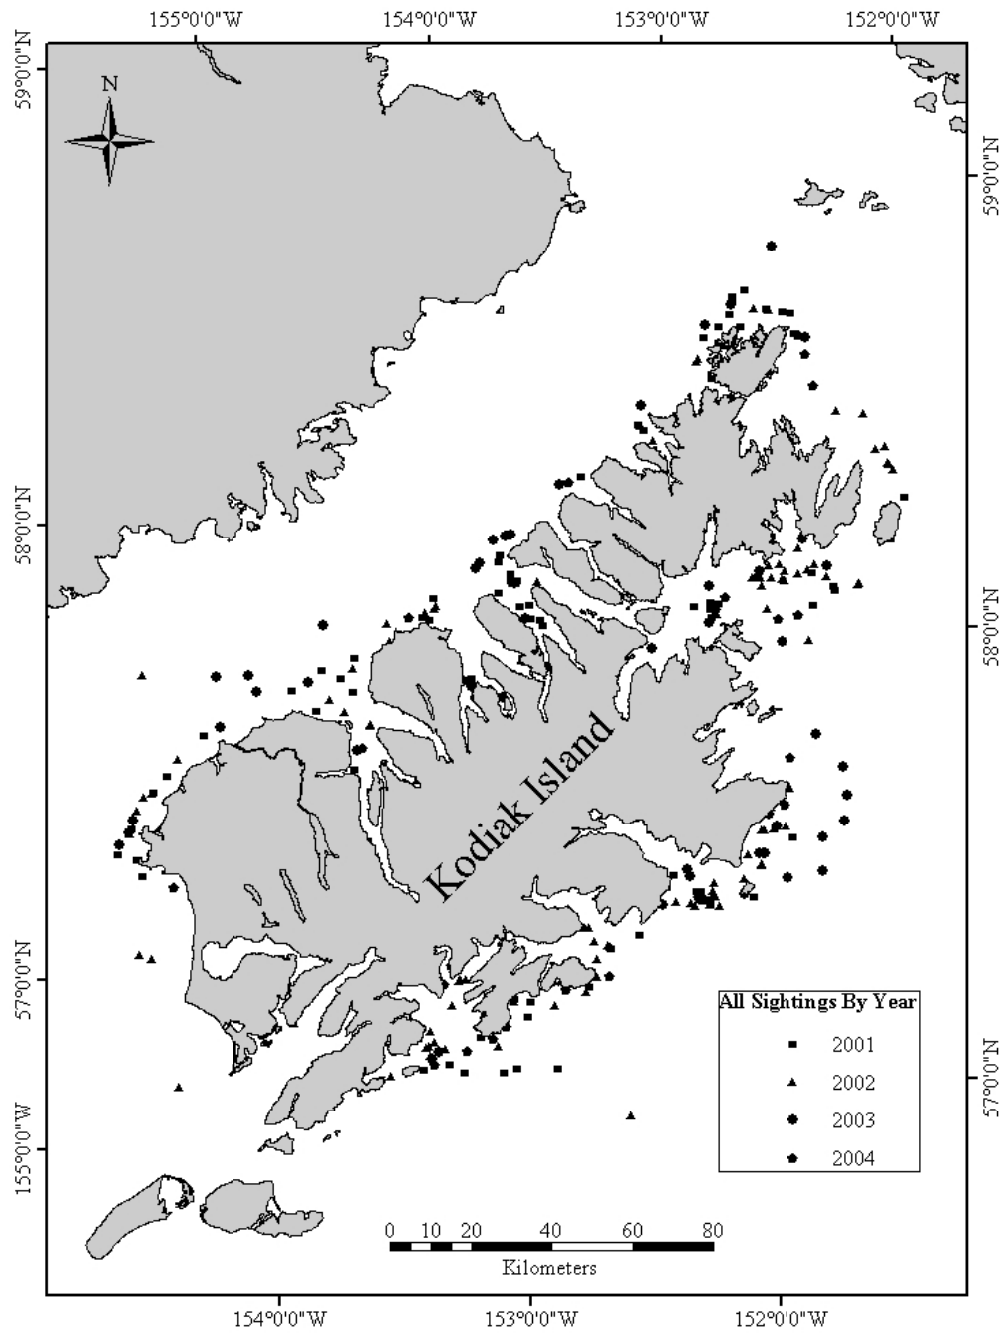 155°0'0"W 154°0'0"W 153°0'0"W 152°0'0"W
59°0'0"N
59°0'0"N
N
58°0'0"N
58°0'0"N
Kodiak Island
57°0'0"N
57°0'0"N
155°0'0"W
All Sightings By Year
2001
2002
2003
2004
0 10 20 40 60 80
Kilometers
154°0'0"W 153°0'0"W 152°0'0"W